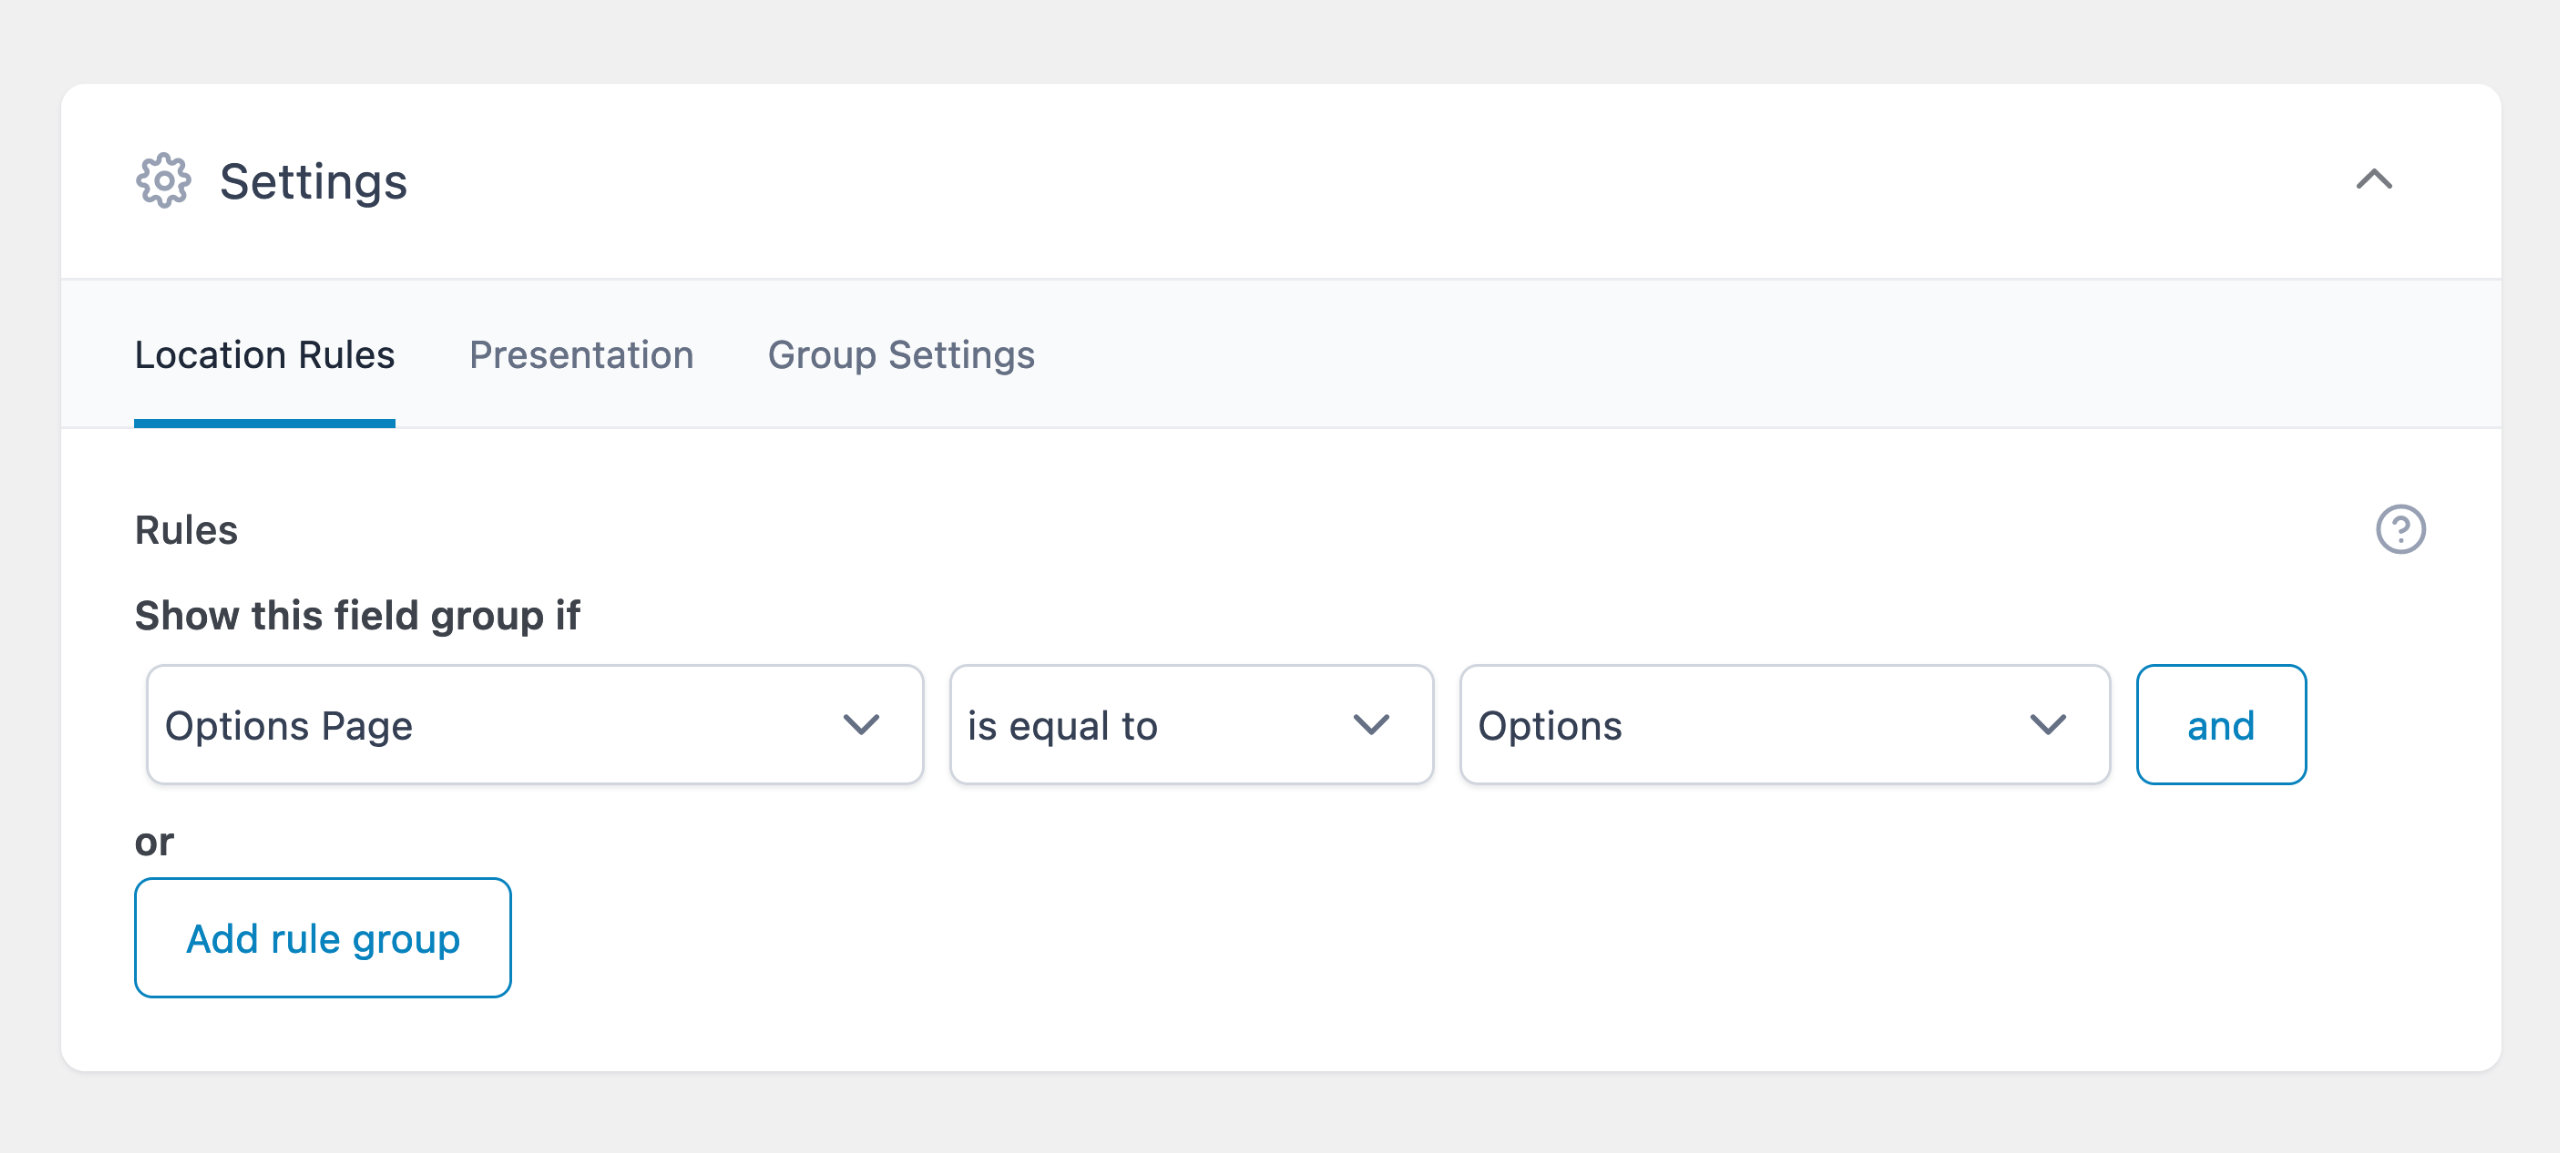 Settings
Location Rules Presentation Group Settings
Rules
Show this field group if
Options Page is equal to Options and
or
Add rule group